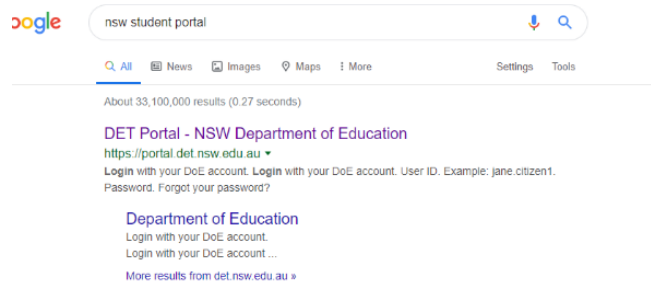 oogle
nsw student portal
All News Images Maps More Settings Tools
About 33,100,000 results (0.27 seconds)
DET Portal - NSW Department of Education
https://portal.det.nsw.edu.au
Login with your DoE account. Login with your DoE account. User ID. Example: jane.citizen1.
Password. Forgot your password?
Department of Education
Login with your DoE account.
Login with your DoE account ...
More results from det.nsw.edu.au »